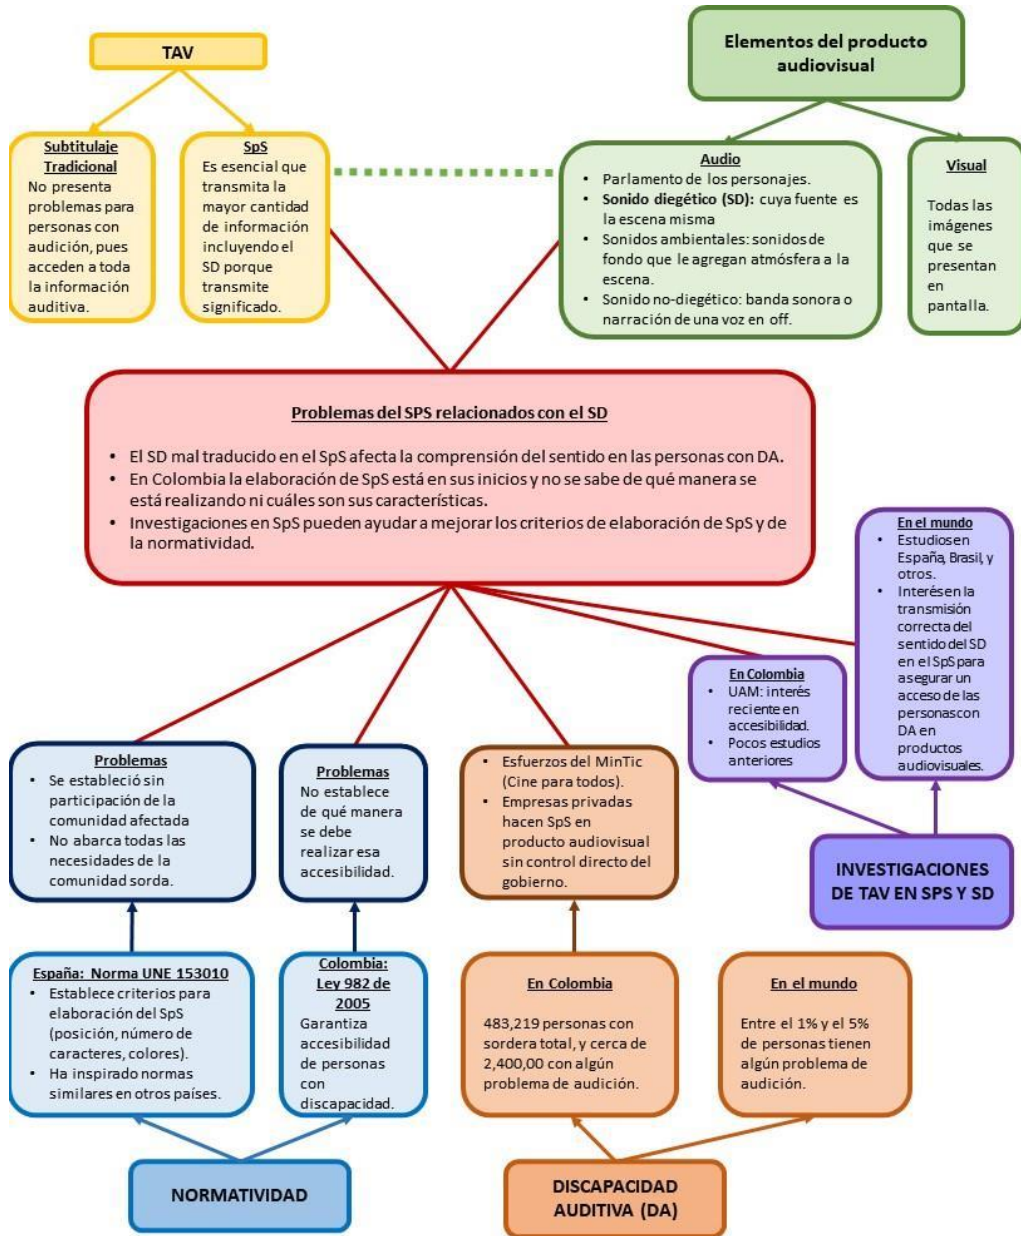 TAV
Subtitulaje
Tradicional
No presenta
problemas para
personas con
audición, pues
acceden a toda
la información
auditiva.
SpS
Es esencial que
transmita la
mayor cantidad
de información
incluyendo el
SD porque
transmite
significado.
Elementos del producto
audiovisual
Audio
• Parlamento de los personajes.
• Sonido diegético (SD): cuya fuente es
la escena misma
• Sonidos ambientales: sonidos de
fondo que le agregan atmósfera a la
escena.
• Sonido no-diegético: banda sonora o
narración de una voz en off.
Visual
Todas las
imágenes
que se
presentan
en
pantalla.
Problemas del SPS relacionados con el SD
• El SD mal traducido en el SpS afecta la comprensión del sentido en las personas con DA.
• En Colombia la elaboración de SpS está en sus inicios y no se sabe de qué manera se
está realizando ni cuáles son sus características.
• Investigaciones en SpS pueden ayudar a mejorar los criterios de elaboración de SpS y de
la normatividad.
En el mundo
• Estudios en
España, Brasil, y
otros.
• Interés en la
transmisión
correcta del
sentido del SD
en el SpS para
asegurar un
acceso de las
personas con
DA en
productos
audiovisuales.
En Colombia
• UAM: interés
reciente en
accesibilidad.
• Pocos estudios
anteriores
INVESTIGACIONES
DE TAV EN SPS Y SD
Problemas
• Se estableció sin
participación de la
comunidad afectada
• No abarca todas las
necesidades de la
comunidad sorda.
Problemas
No establece
de qué manera
se debe
realizar esa
accesibilidad.
• Esfuerzos del MinTic
(Cine para todos).
• Empresas privadas
hacen SpS en
producto audiovisual
sin control directo del
gobierno.
España: Norma UNE 153010
• Establece criterios para
elaboración del SpS
(posición, número de
caracteres, colores).
• Ha inspirado normas
similares en otros países.
Colombia:
Ley 982 de
2005
Garantiza
accesibilidad
de personas
con
discapacidad.
En Colombia
483,219 personas con
sordera total, y cerca de
2,400,00 con algún
problema de audición.
En el mundo
Entre el 1% y el 5%
de personas tienen
algún problema de
audición.
NORMATIVIDAD
DISCAPACIDAD
AUDITIVA (DA)